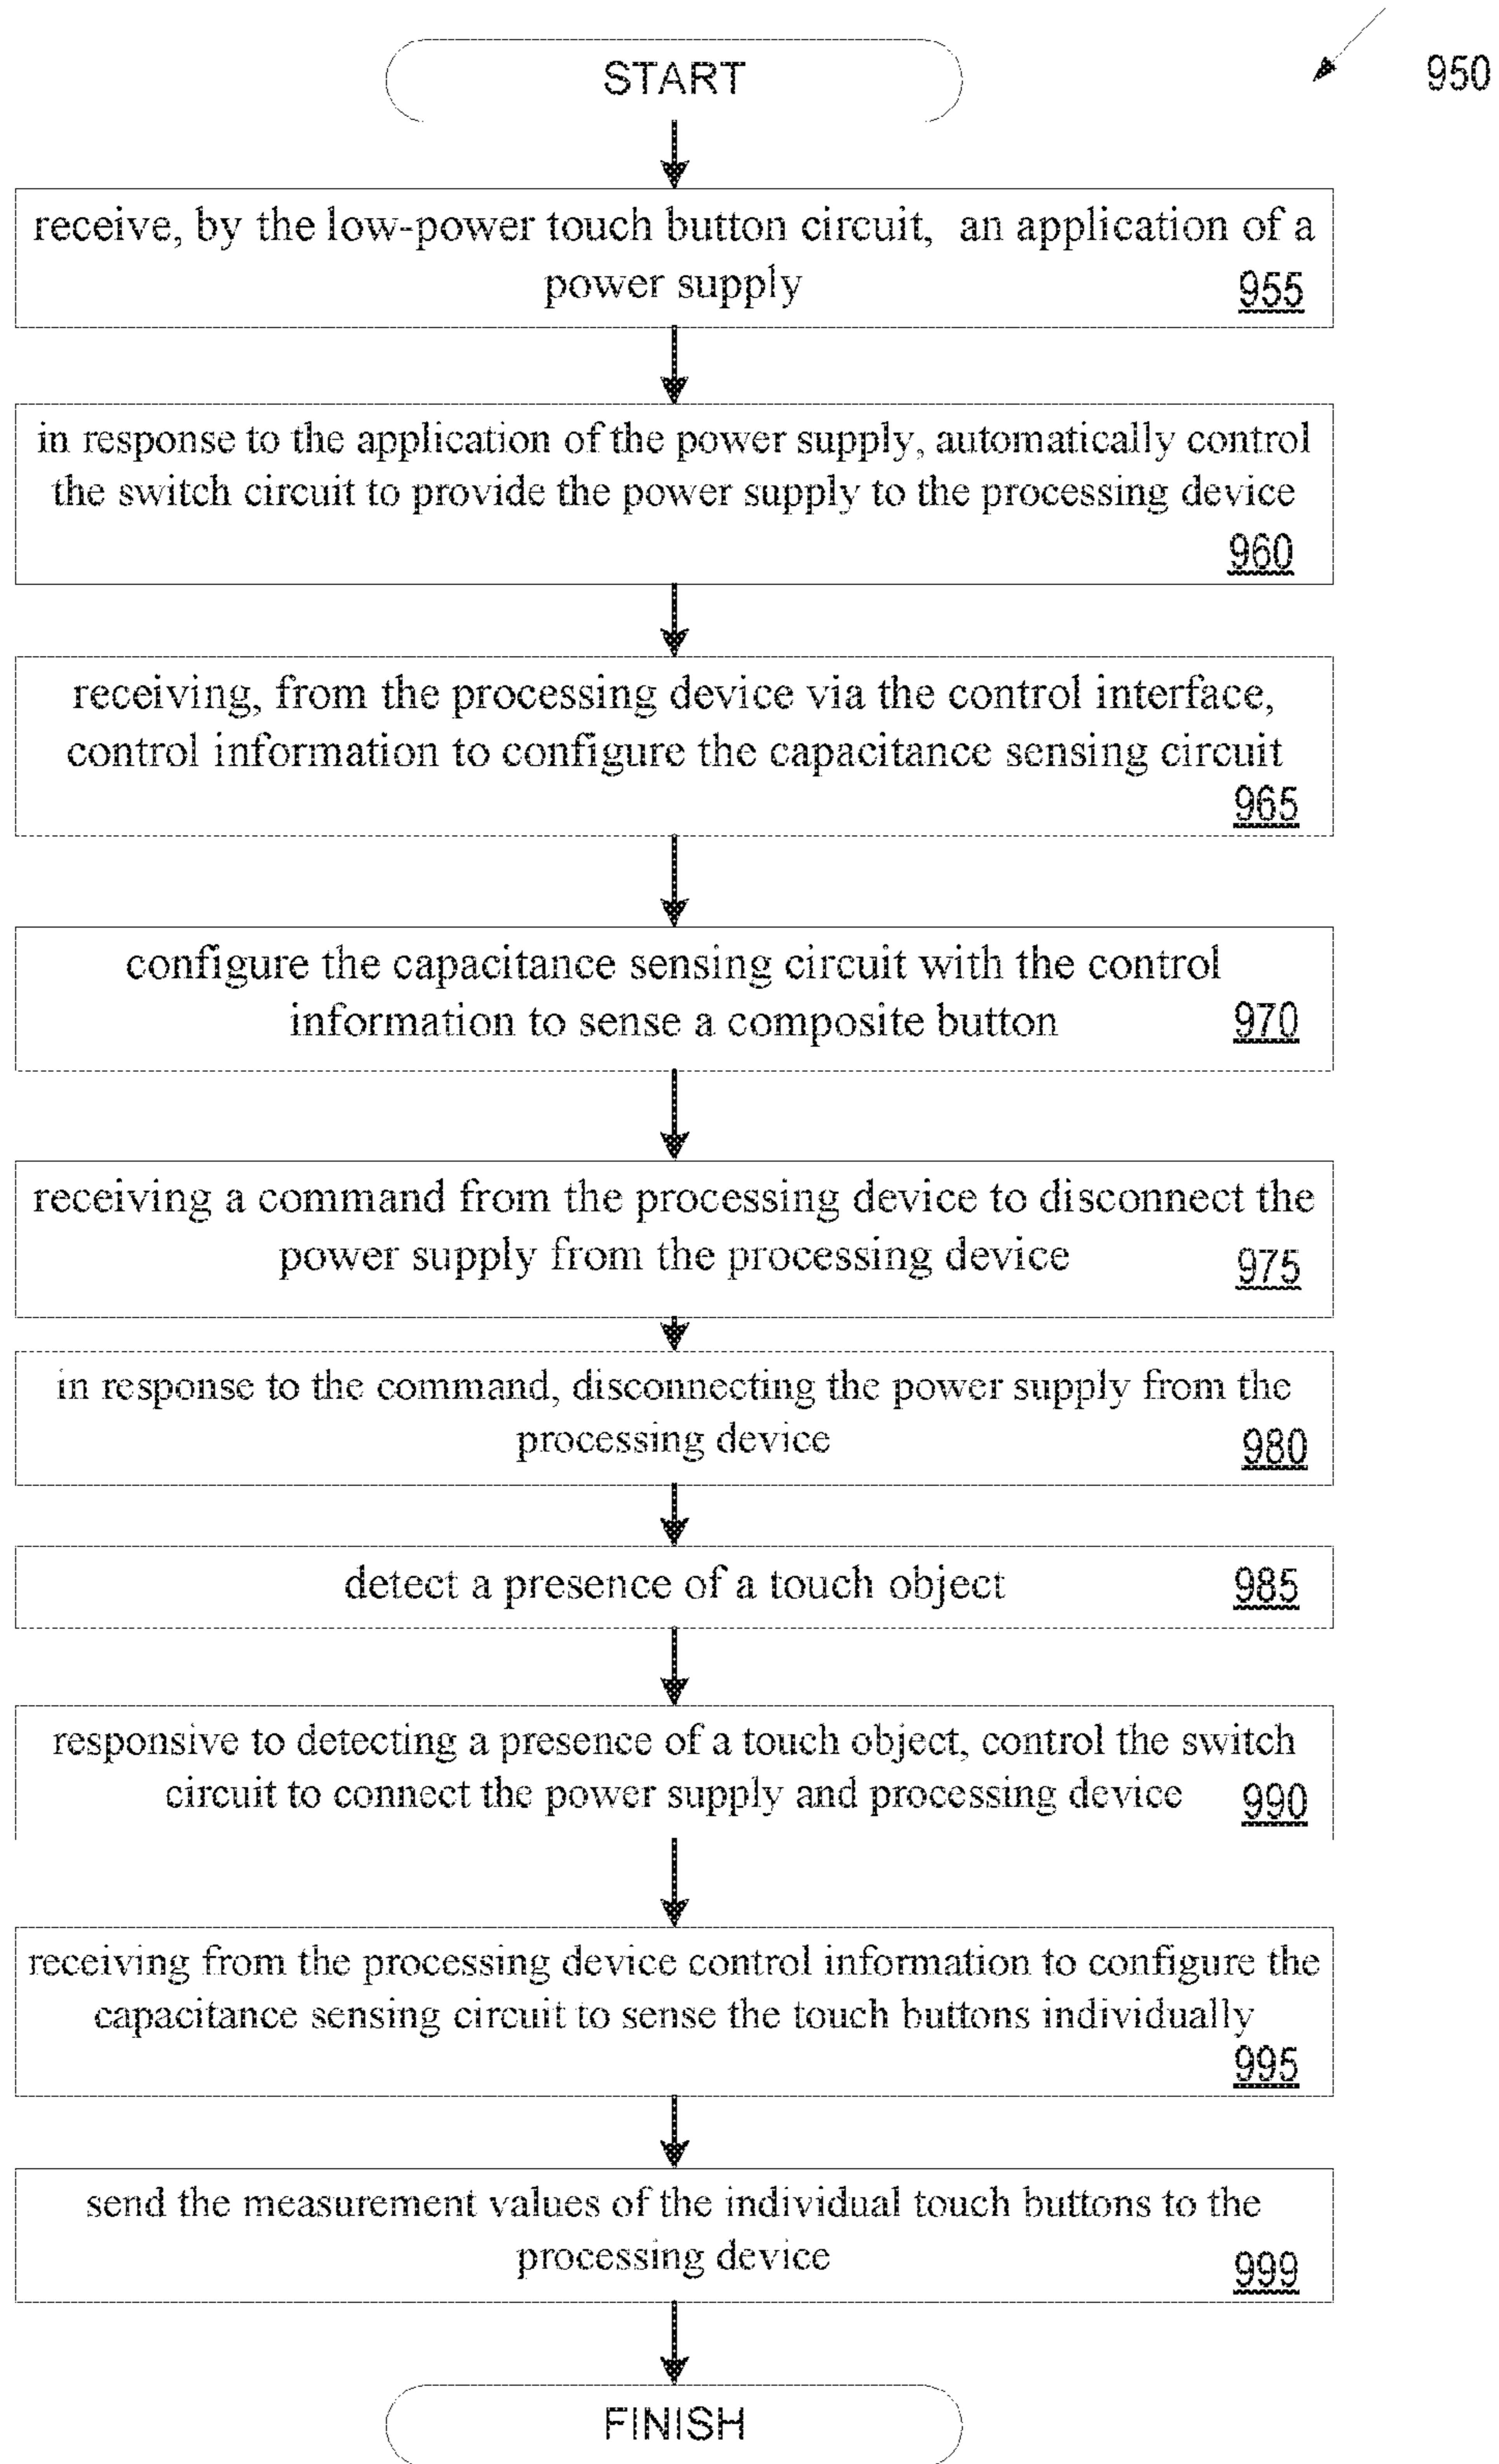 START
950
receive, by the low-power touch button circuit, an application of a
power supply
955
in response to the application of the power supply, automatically control
the switch circuit to provide the power supply to the processing device
960
receiving, from the processing device via the control interface,
control information to configure the capacitance sensing circuit
965
configure the capacitance sensing circuit with the control
information to sense a composite button
970
receiving a command from the processing device to disconnect the
power supply from the processing device
975
in response to the command, disconnecting the power supply from the
processing device
980
detect a presence of a touch object
985
responsive to detecting a presence of a touch object, control the switch
circuit to connect the power supply and processing device
990
receiving from the processing device control information to configure the
capacitance sensing circuit to sense the touch buttons individually
995
send the measurement values of the individual touch buttons to the
processing device
999
FINISH